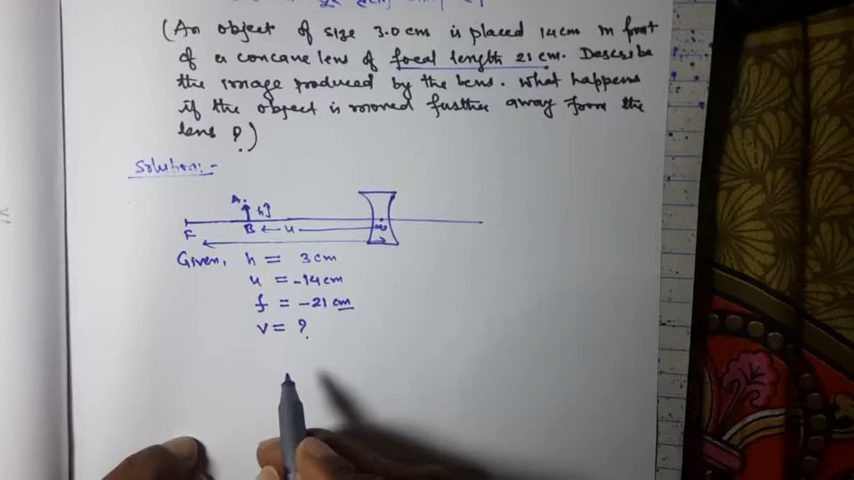 (An object of size 3.0 cm is placed 14cm in front
of a concave lens of focal length 21 cm. Describe
the image produced by the lens. What happens
if the object is moved further away from the
lens ?)
Solution:-
A
h
F B ← u
Given, h = 3cm
u = -14cm
f = -21 cm
v = ?